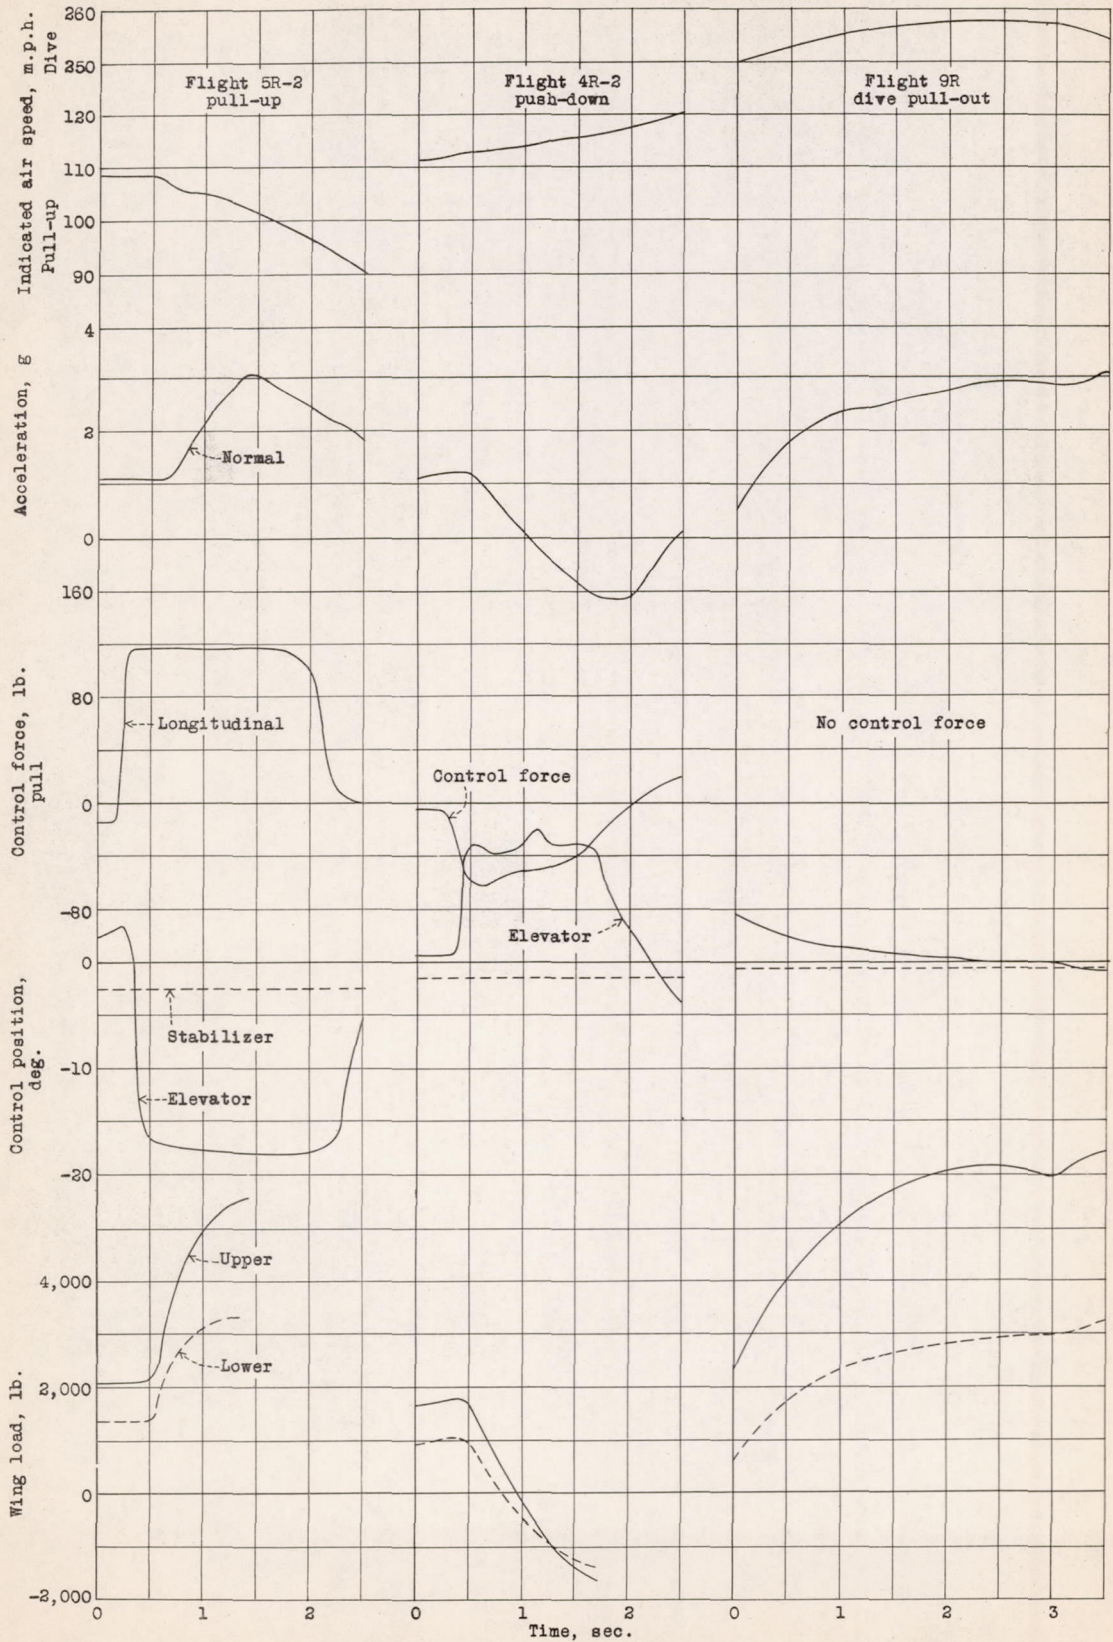 Indicated air speed, m.p.h.
Dive
Pull-up
260
350
120
110
100
90
Flight 5R-2
pull-up
Flight 4R-2
push-down
Flight 9R
dive pull-out
Acceleration, g
4
2
0
Normal
Control force, lb.
pull
160
80
0
-80
Longitudinal
Control force
No control force
Control position,
deg.
0
-10
-20
Stabilizer
Elevator
Elevator
Wing load, lb.
4,000
2,000
0
-2,000
Upper
Lower
0
1
2
0
1
2
0
1
2
3
Time, sec.